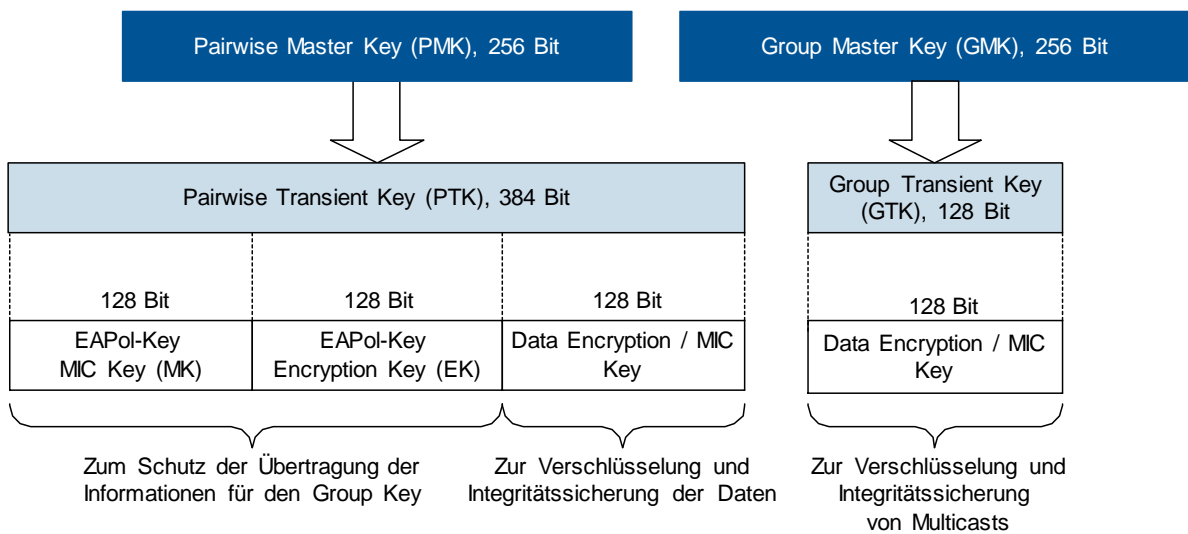 Pairwise Master Key (PMK), 256 Bit
Group Master Key (GMK), 256 Bit
Pairwise Transient Key (PTK), 384 Bit
Group Transient Key
(GTK), 128 Bit
128 Bit
128 Bit
128 Bit
128 Bit
EAPol-Key
MIC Key (MK)
EAPol-Key
Encryption Key (EK)
Data Encryption / MIC
Key
Data Encryption / MIC
Key
Zum Schutz der Übertragung der
Informationen für den Group Key
Zur Verschlüsselung und
Integritätssicherung der Daten
Zur Verschlüsselung und
Integritätssicherung
von Multicasts